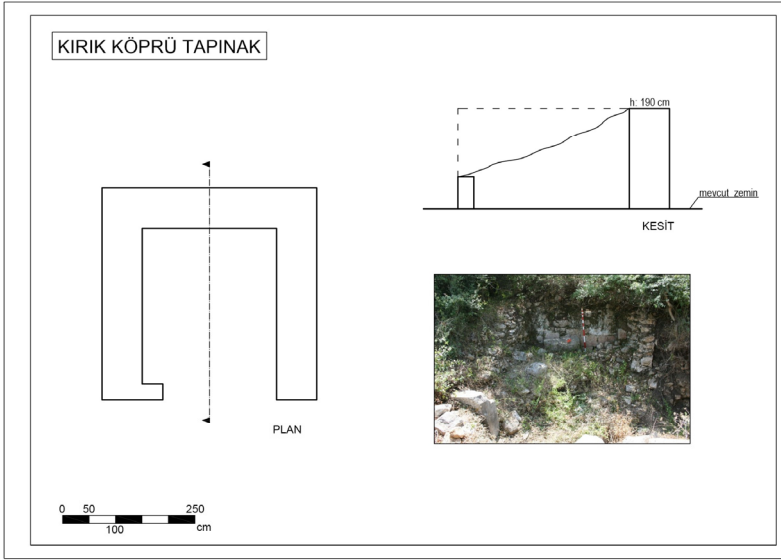 KIRIK KÖPRÜ TAPINAK
h: 190 cm
mevcut zemin
KESİT
PLAN
0 50 250
100 cm